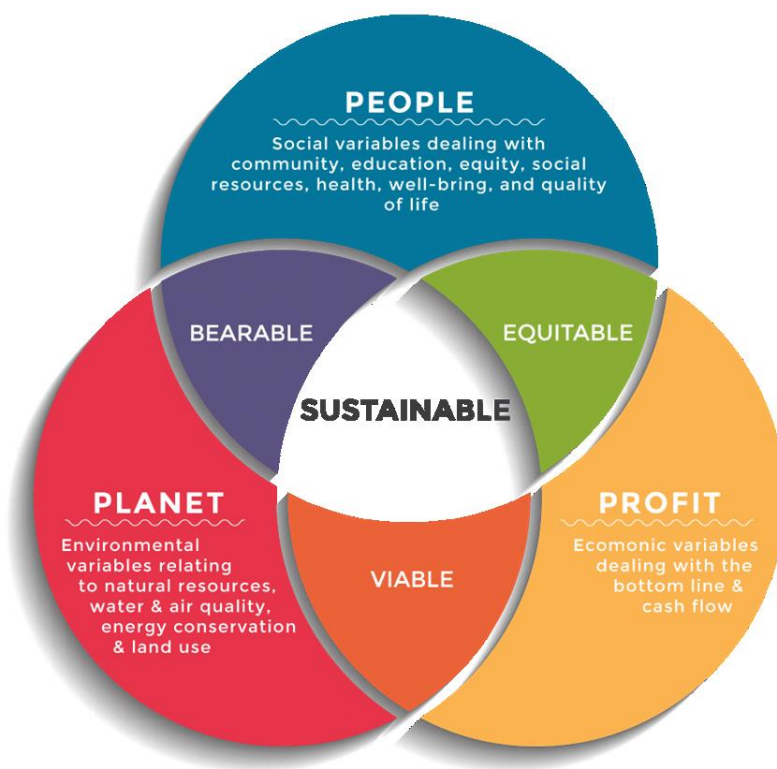 PEOPLE
Social variables dealing with
community, education, equity, social
resources, health, well-bring, and quality
of life
BEARABLE
EQUITABLE
SUSTAINABLE
PLANET
Environmental
variables relating
to natural resources,
water & air quality,
energy conservation
& land use
PROFIT
Ecomonic variables
dealing with the
bottom line &
cash flow
VIABLE